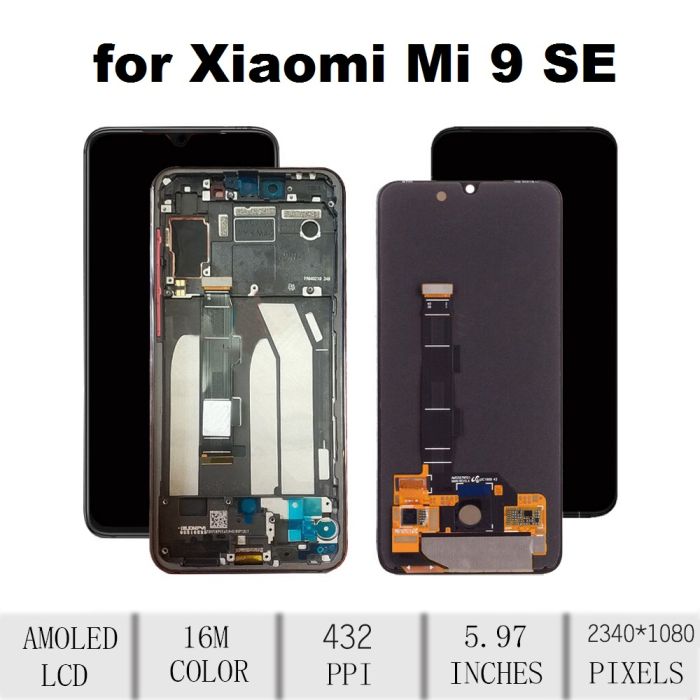 for Xiaomi Mi 9 SE
AMOLED
LCD
16M
COLOR
432
PPI
5.97
INCHES
2340*1080
PIXELS